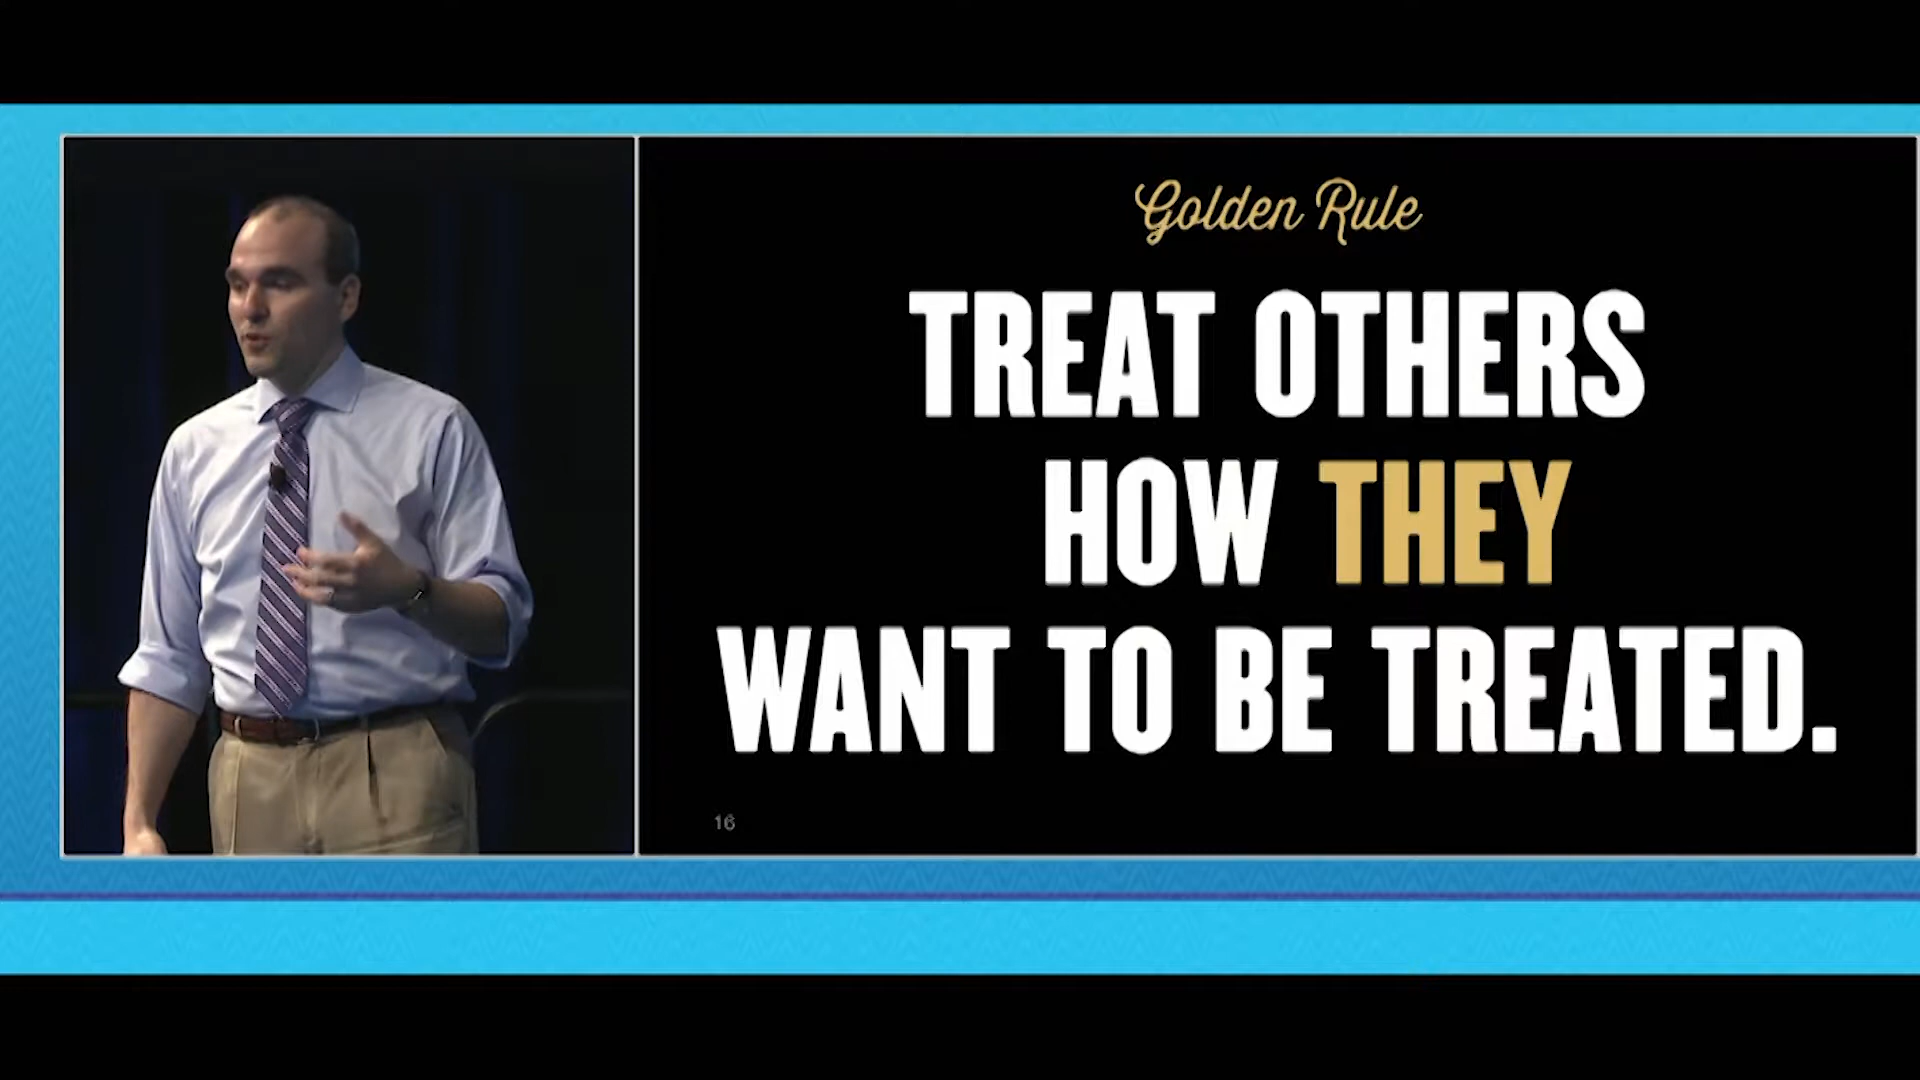 Golden Rule
TREAT OTHERS
HOW THEY
WANT TO BE TREATED.
16